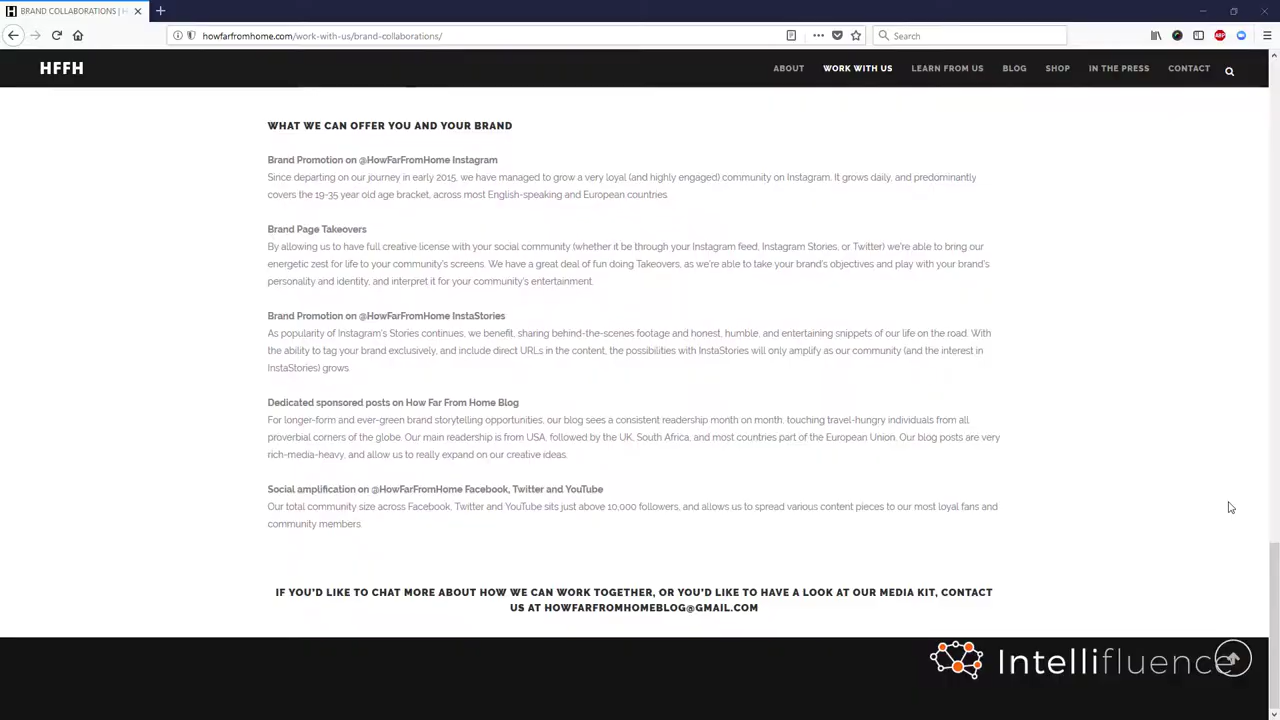 BRAND COLLABORATIONS | H
howfarfromhome.com/work-with-us/brand-collaborations/
Search
ABP
HFFH
ABOUT WORK WITH US LEARN FROM US BLOG SHOP IN THE PRESS CONTACT
WHAT WE CAN OFFER YOU AND YOUR BRAND
Brand Promotion on @HowFarFromHome Instagram
Since departing on our journey in early 2015, we have managed to grow a very loyal (and highly engaged) community on Instagram. It grows daily, and predominantly
covers the 19-35 year old age bracket, across most English-speaking and European countries.
Brand Page Takeovers
By allowing us to have full creative license with your social community (whether it be through your Instagram feed, Instagram Stories, or Twitter) we're able to bring our
energetic zest for life to your community's screens. We have a great deal of fun doing Takeovers, as we're able to take your brand's objectives and play with your brand's
personality and identity, and interpret it for your community's entertainment.
Brand Promotion on @HowFarFromHome InstaStories
As popularity of Instagram's Stories continues, we benefit, sharing behind-the-scenes footage and honest, humble, and entertaining snippets of our life on the road. With
the ability to tag your brand exclusively, and include direct URLs in the content, the possibilities with InstaStories will only amplify as our community (and the interest in
InstaStories) grows
Dedicated sponsored posts on How Far From Home Blog
For longer-form and ever-green brand storytelling opportunities, our blog sees a consistent readership month on month, touching travel-hungry individuals from all
proverbial corners of the globe. Our main readership is from USA, followed by the UK, South Africa, and most countries part of the European Union. Our blog posts are very
rich-media-heavy, and allow us to really expand on our creative ideas.
Social amplification on @HowFarFromHome Facebook, Twitter and YouTube
Our total community size across Facebook, Twitter and YouTube sits just above 10,000 followers, and allows us to spread various content pieces to our most loyal fans and
community members.
IF YOU'D LIKE TO CHAT MORE ABOUT HOW WE CAN WORK TOGETHER, OR YOU'D LIKE TO HAVE A LOOK AT OUR MEDIA KIT, CONTACT
US AT HOWFARFROMHOMEBLOG@GMAIL.COM
Intellifluence